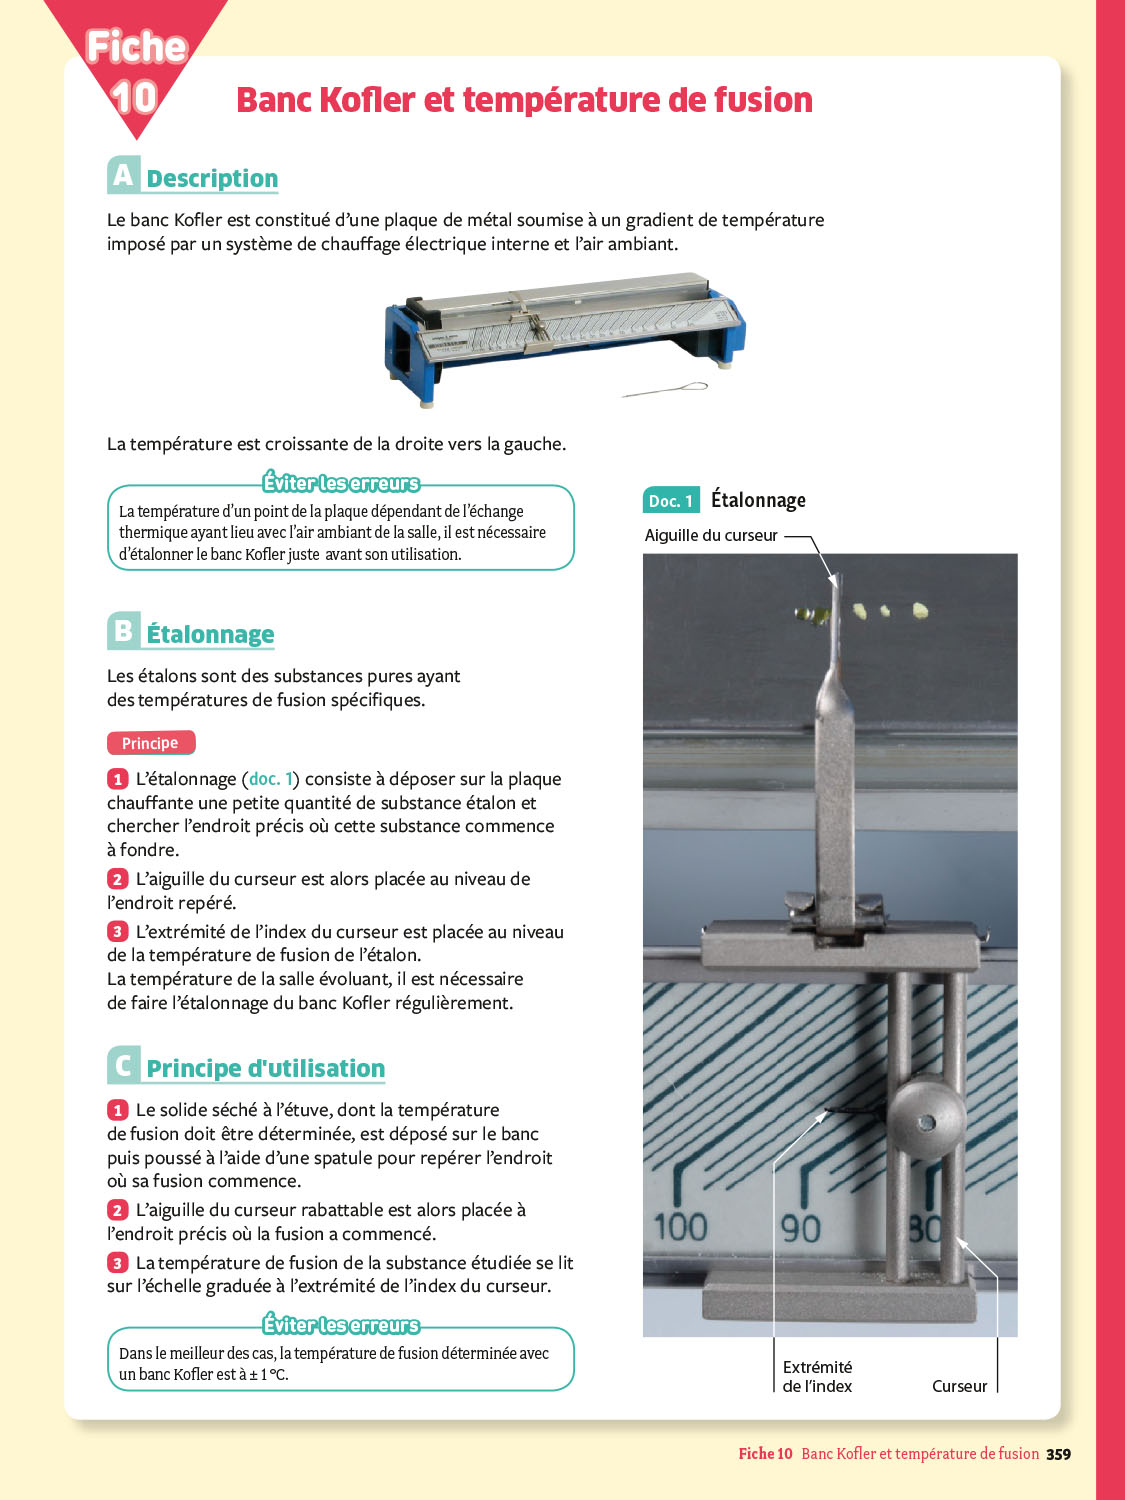 Fiche
10
Banc Kofler et température de fusion
A Description
Le banc Kofler est constitué d’une plaque de métal soumise à un gradient de température
imposé par un système de chauffage électrique interne et l’air ambiant.
La température est croissante de la droite vers la gauche.
Éviter les erreurs
La température d’un point de la plaque dépendant de l’échange
thermique ayant lieu avec l’air ambiant de la salle, il est nécessaire
d’étalonner le banc Kofler juste avant son utilisation.
B Étalonnage
Les étalons sont des substances pures ayant
des températures de fusion spécifiques.
Principe
1 L’étalonnage (doc. 1) consiste à déposer sur la plaque
chauffante une petite quantité de substance étalon et
chercher l’endroit précis où cette substance commence
à fondre.
2 L’aiguille du curseur est alors placée au niveau de
l’endroit repéré.
3 L’extrémité de l’index du curseur est placée au niveau
de la température de fusion de l’étalon.
La température de la salle évoluant, il est nécessaire
de faire l’étalonnage du banc Kofler régulièrement.
C Principe d'utilisation
1 Le solide séché à l’étuve, dont la température
de fusion doit être déterminée, est déposé sur le banc
puis poussé à l’aide d’une spatule pour repérer l’endroit
où sa fusion commence.
2 L’aiguille du curseur rabattable est alors placée à
l’endroit précis où la fusion a commencé.
3 La température de fusion de la substance étudiée se lit
sur l’échelle graduée à l’extrémité de l’index du curseur.
Éviter les erreurs
Dans le meilleur des cas, la température de fusion déterminée avec
un banc Kofler est à ± 1 °C.
Doc. 1 Étalonnage
Aiguille du curseur
100 90 80
Extrémité
de l’index
Curseur
Fiche 10 Banc Kofler et température de fusion 359